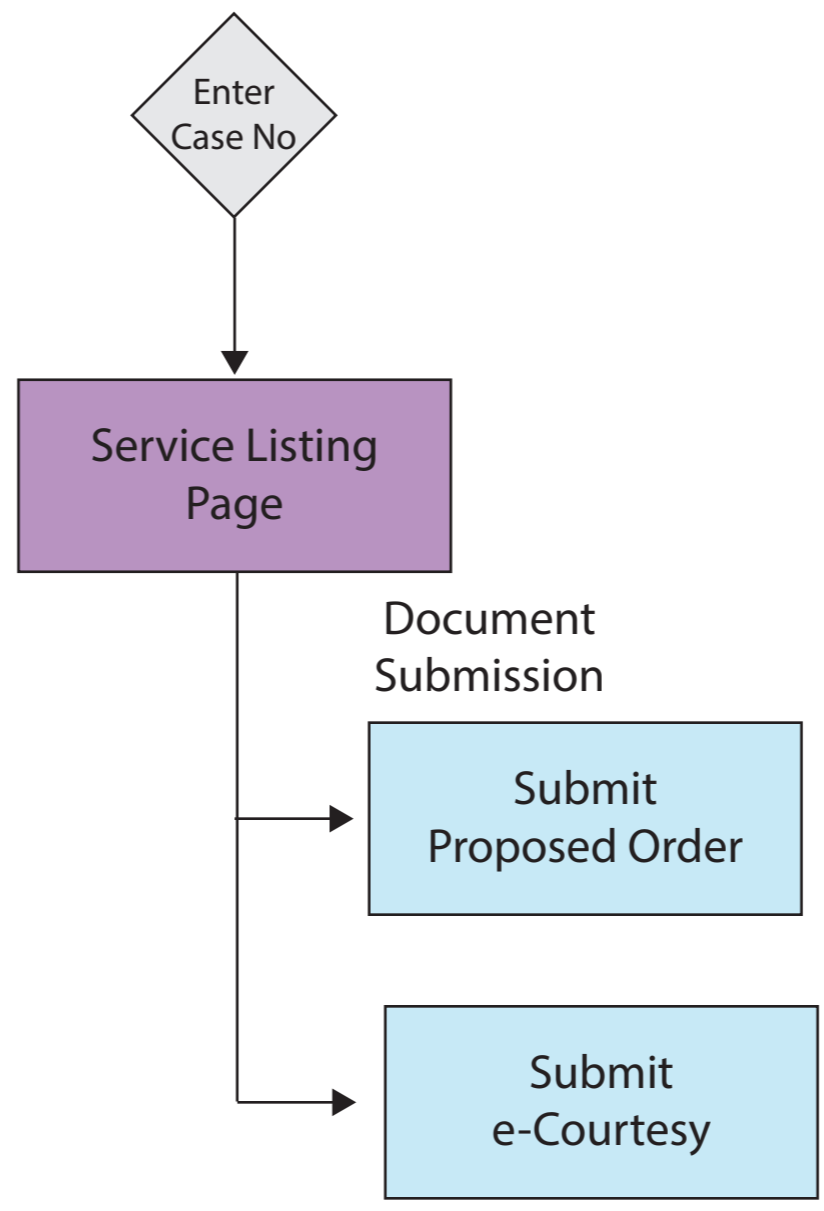 Enter
Case No
Service Listing
Page
Document
Submission
Submit
Proposed Order
Submit
e-Courtesy